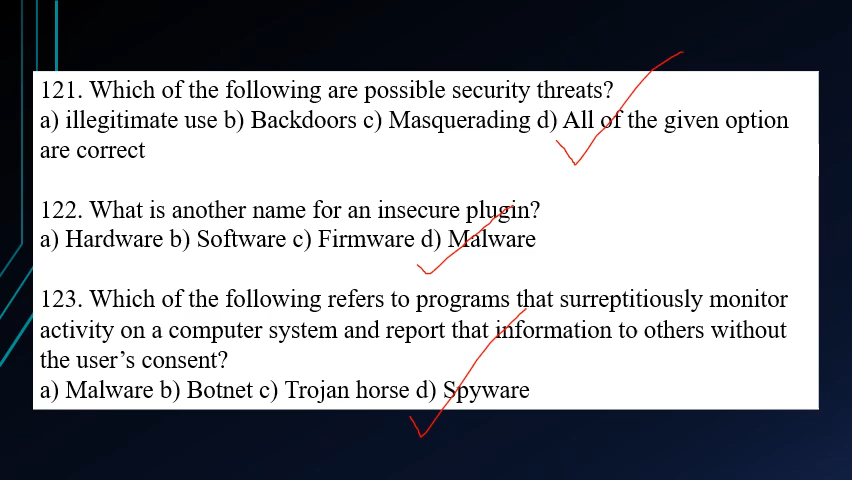 121. Which of the following are possible security threats?
a) illegitimate use b) Backdoors c) Masquerading d) All of the given option
are correct
122. What is another name for an insecure plugin?
a) Hardware b) Software c) Firmware d) Malware
123. Which of the following refers to programs that surreptitiously monitor
activity on a computer system and report that information to others without
the user’s consent?
a) Malware b) Botnet c) Trojan horse d) Spyware